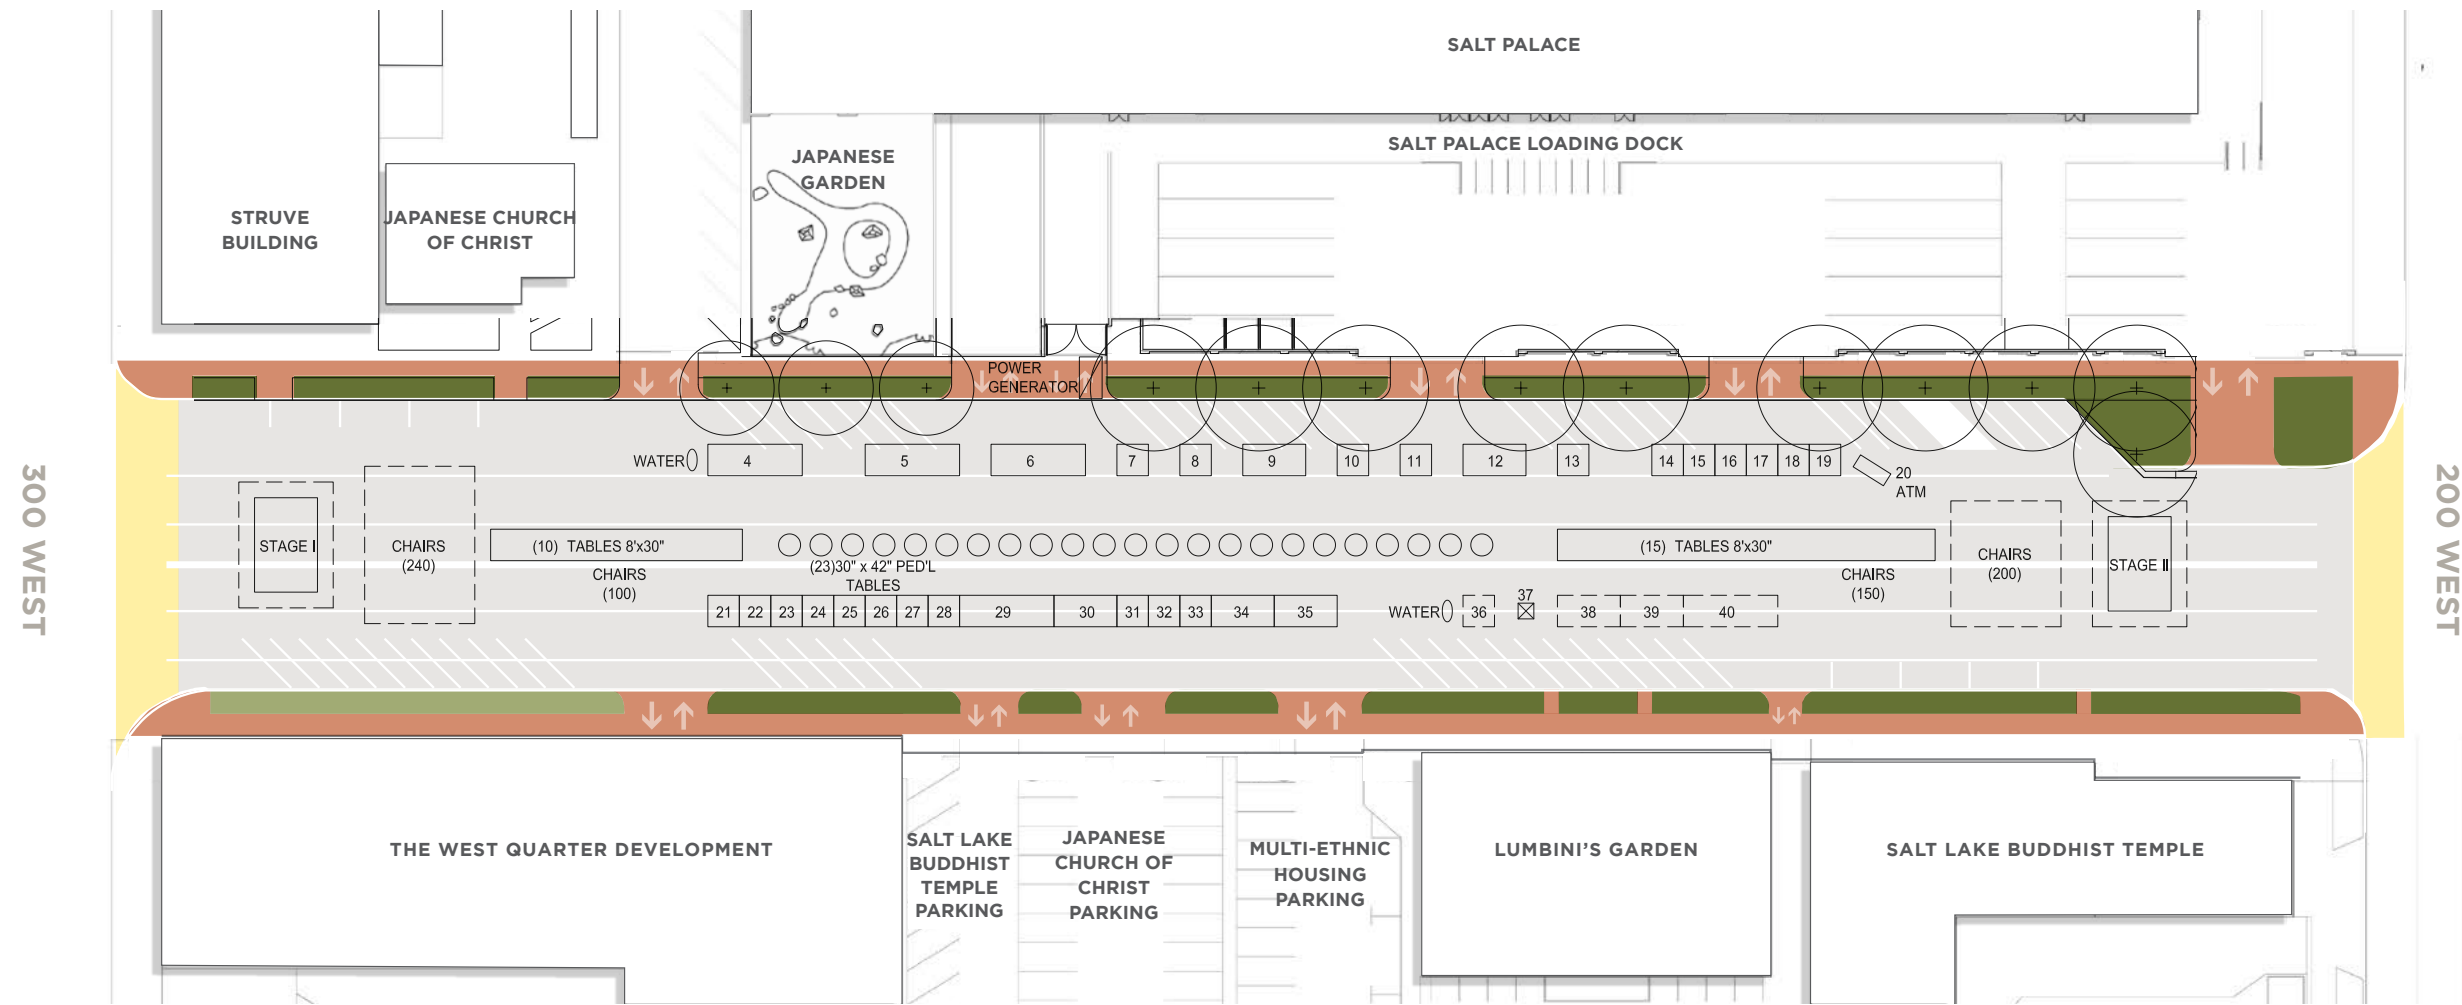 SALT PALACE
SALT PALACE LOADING DOCK
JAPANESE
GARDEN
STRUVE
BUILDING
JAPANESE CHURCH
OF CHRIST
POWER
GENERATOR
300 WEST
200 WEST
WATER
4
5
6
7
8
9
10
11
12
13
14
15
16
17
18
19
20
ATM
STAGE I
CHAIRS
(240)
(10) TABLES 8'x30"
CHAIRS
(100)
(23)30" x 42" PED'L
TABLES
(15) TABLES 8'x30"
CHAIRS
(150)
CHAIRS
(200)
STAGE II
21
22
23
24
25
26
27
28
29
30
31
32
33
34
35
WATER
36
37
38
39
40
THE WEST QUARTER DEVELOPMENT
SALT LAKE
BUDDHIST
TEMPLE
PARKING
JAPANESE
CHURCH OF
CHRIST
PARKING
MULTI-ETHNIC
HOUSING
PARKING
LUMBINI'S GARDEN
SALT LAKE BUDDHIST TEMPLE